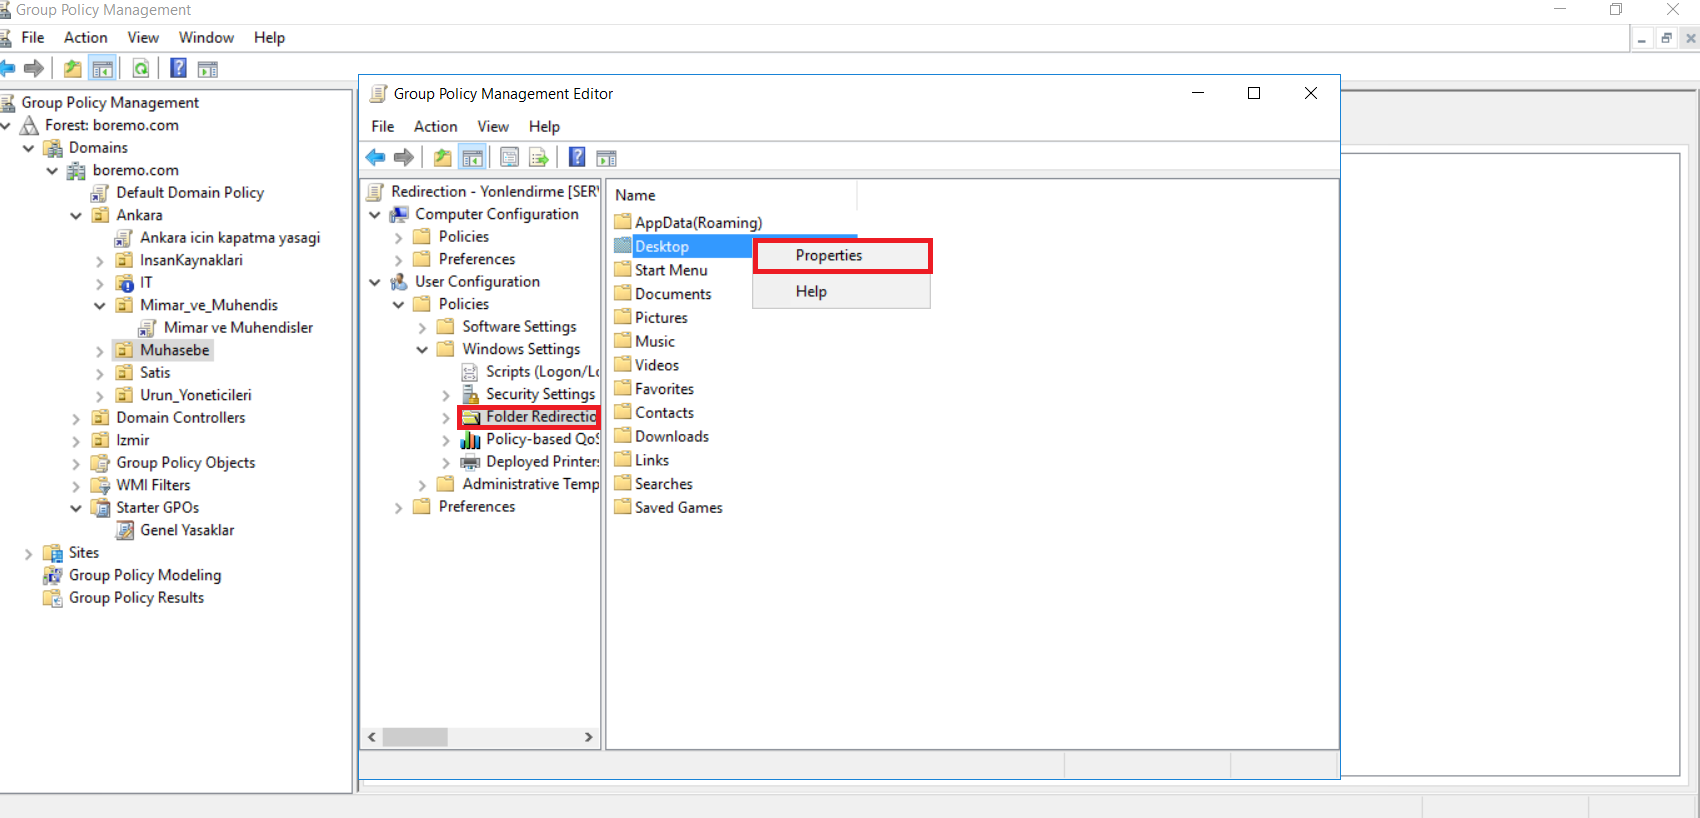 Group Policy Management
File Action View Window Help
Group Policy Management
Forest: boremo.com
Domains
boremo.com
Default Domain Policy
Ankara
Ankara icin kapatma yasagi
InsanKaynaklari
IT
Mimar_ve_Muhendis
Mimar ve Muhendisler
Muhasebe
Satis
Urun_Yoneticileri
Domain Controllers
Izmir
Group Policy Objects
WMI Filters
Starter GPOs
Genel Yasaklar
Sites
Group Policy Modeling
Group Policy Results
Group Policy Management Editor
File Action View Help
Redirection - Yonlendirme [SER
Computer Configuration
Policies
Preferences
User Configuration
Policies
Software Settings
Windows Settings
Scripts (Logon/Lo
Security Settings
Folder Redirectio
Policy-based QoS
Deployed Printers
Administrative Temp
Preferences
Name
AppData(Roaming)
Desktop
Start Menu
Documents
Pictures
Music
Videos
Favorites
Contacts
Downloads
Links
Searches
Saved Games
Properties
Help